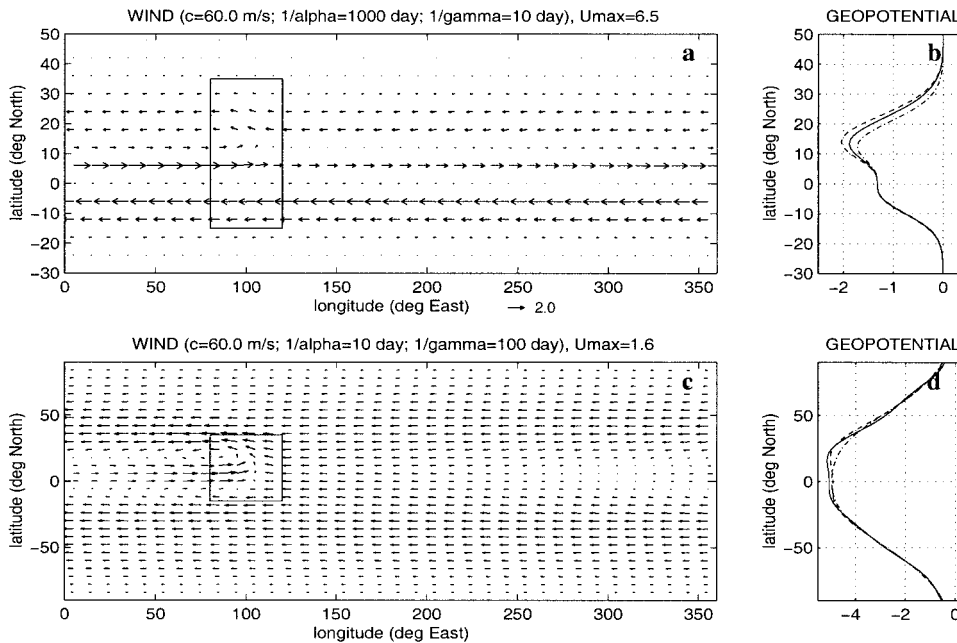 WIND (c=60.0 m/s; 1/alpha=1000 day; 1/gamma=10 day), Umax=6.5
GEOPOTENTIAL
a
b
latitude (deg North)
50
40
30
20
10
0
−10
−20
−30
0 50 100 150 200 250 300 350
longitude (deg East)
2.0
latitude (deg North)
50
40
30
20
10
0
−10
−20
−30
−2 −1 0
WIND (c=60.0 m/s; 1/alpha=10 day; 1/gamma=100 day), Umax=1.6
GEOPOTENTIAL
c
d
latitude (deg North)
50
0
−50
0 50 100 150 200 250 300 350
longitude (deg East)
latitude (deg North)
50
0
−50
−4 −2 0